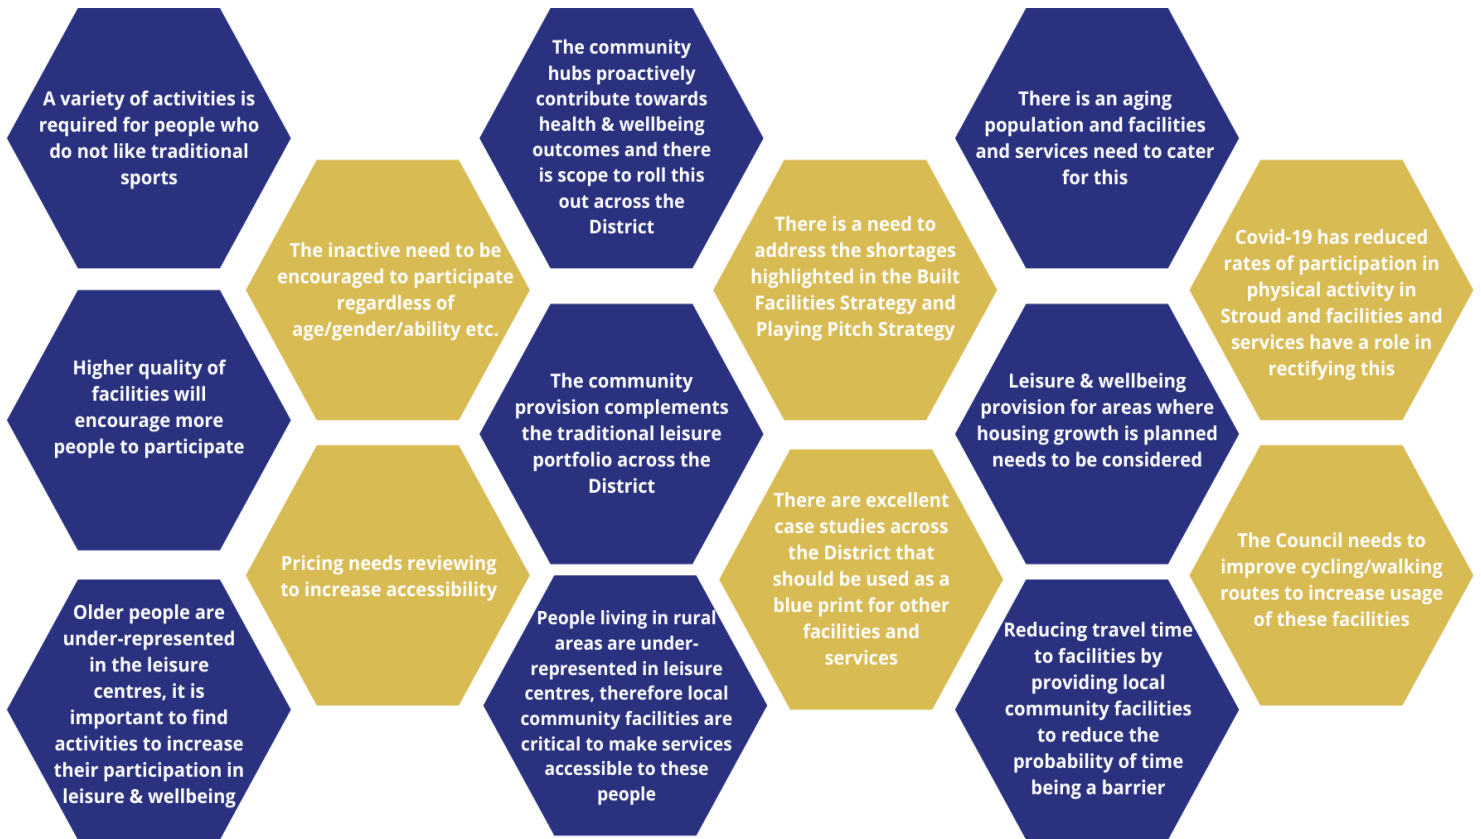 A variety of activities is
required for people who
do not like traditional
sports
Higher quality of
facilities will
encourage more
people to participate
Older people are
under-represented
in the leisure
centres, it is
important to find
activities to increase
their participation in
leisure & wellbeing
The inactive need to be
encouraged to participate
regardless of
age/gender/ability etc.
Pricing needs reviewing
to increase accessibility
The community
hubs proactively
contribute towards
health & wellbeing
outcomes and there
is scope to roll this
out across the
District
The community
provision complements
the traditional leisure
portfolio across the
District
People living in rural
areas are under-
represented in leisure
centres, therefore local
community facilities are
critical to make services
accessible to these
people
There is a need to
address the shortages
highlighted in the Built
Facilities Strategy and
Playing Pitch Strategy
There are excellent
case studies across
the District that
should be used as a
blue print for other
facilities and
services
There is an aging
population and facilities
and services need to cater
for this
Leisure & wellbeing
provision for areas where
housing growth is planned
needs to be considered
Reducing travel time
to facilities by
providing local
community facilities
to reduce the
probability of time
being a barrier
Covid-19 has reduced
rates of participation in
physical activity in
Stroud and facilities and
services have a role in
rectifying this
The Council needs to
improve cycling/walking
routes to increase usage
of these facilities